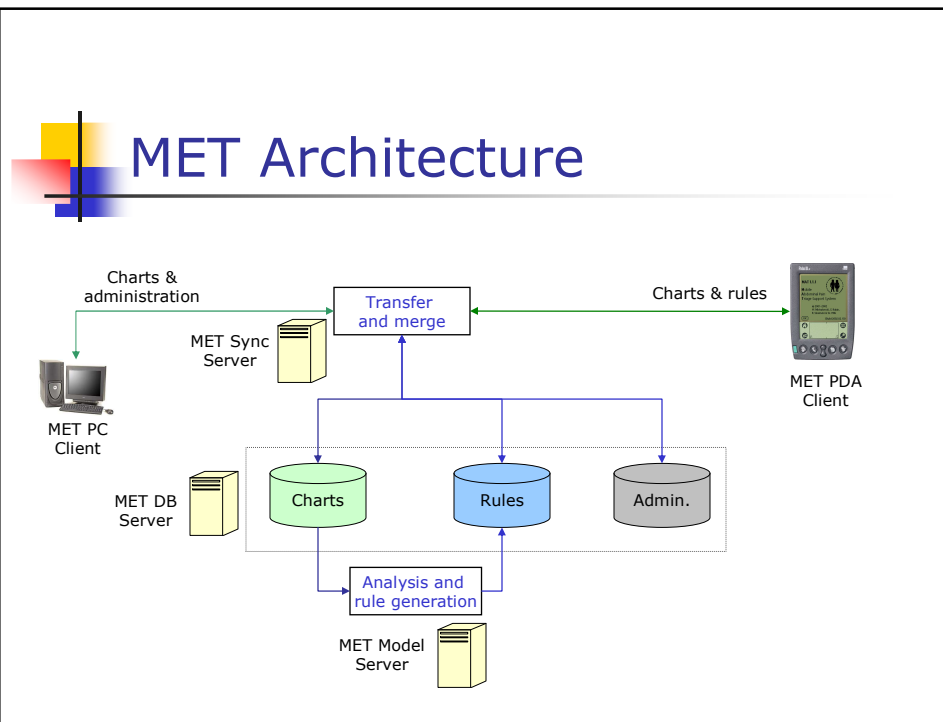 MET Architecture
Charts &
administration
Transfer
and merge
Charts & rules
MET Sync
Server
MET PDA
Client
MET PC
Client
MET DB
Server
Charts
Rules
Admin.
Analysis and
rule generation
MET Model
Server